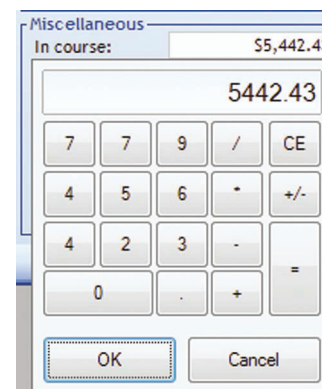 Miscellaneous
In course: $5,442.4
5442.43
7 7 9 / CE
4 5 6 * +/-
4 2 3 -
=
0 . +
OK Cancel